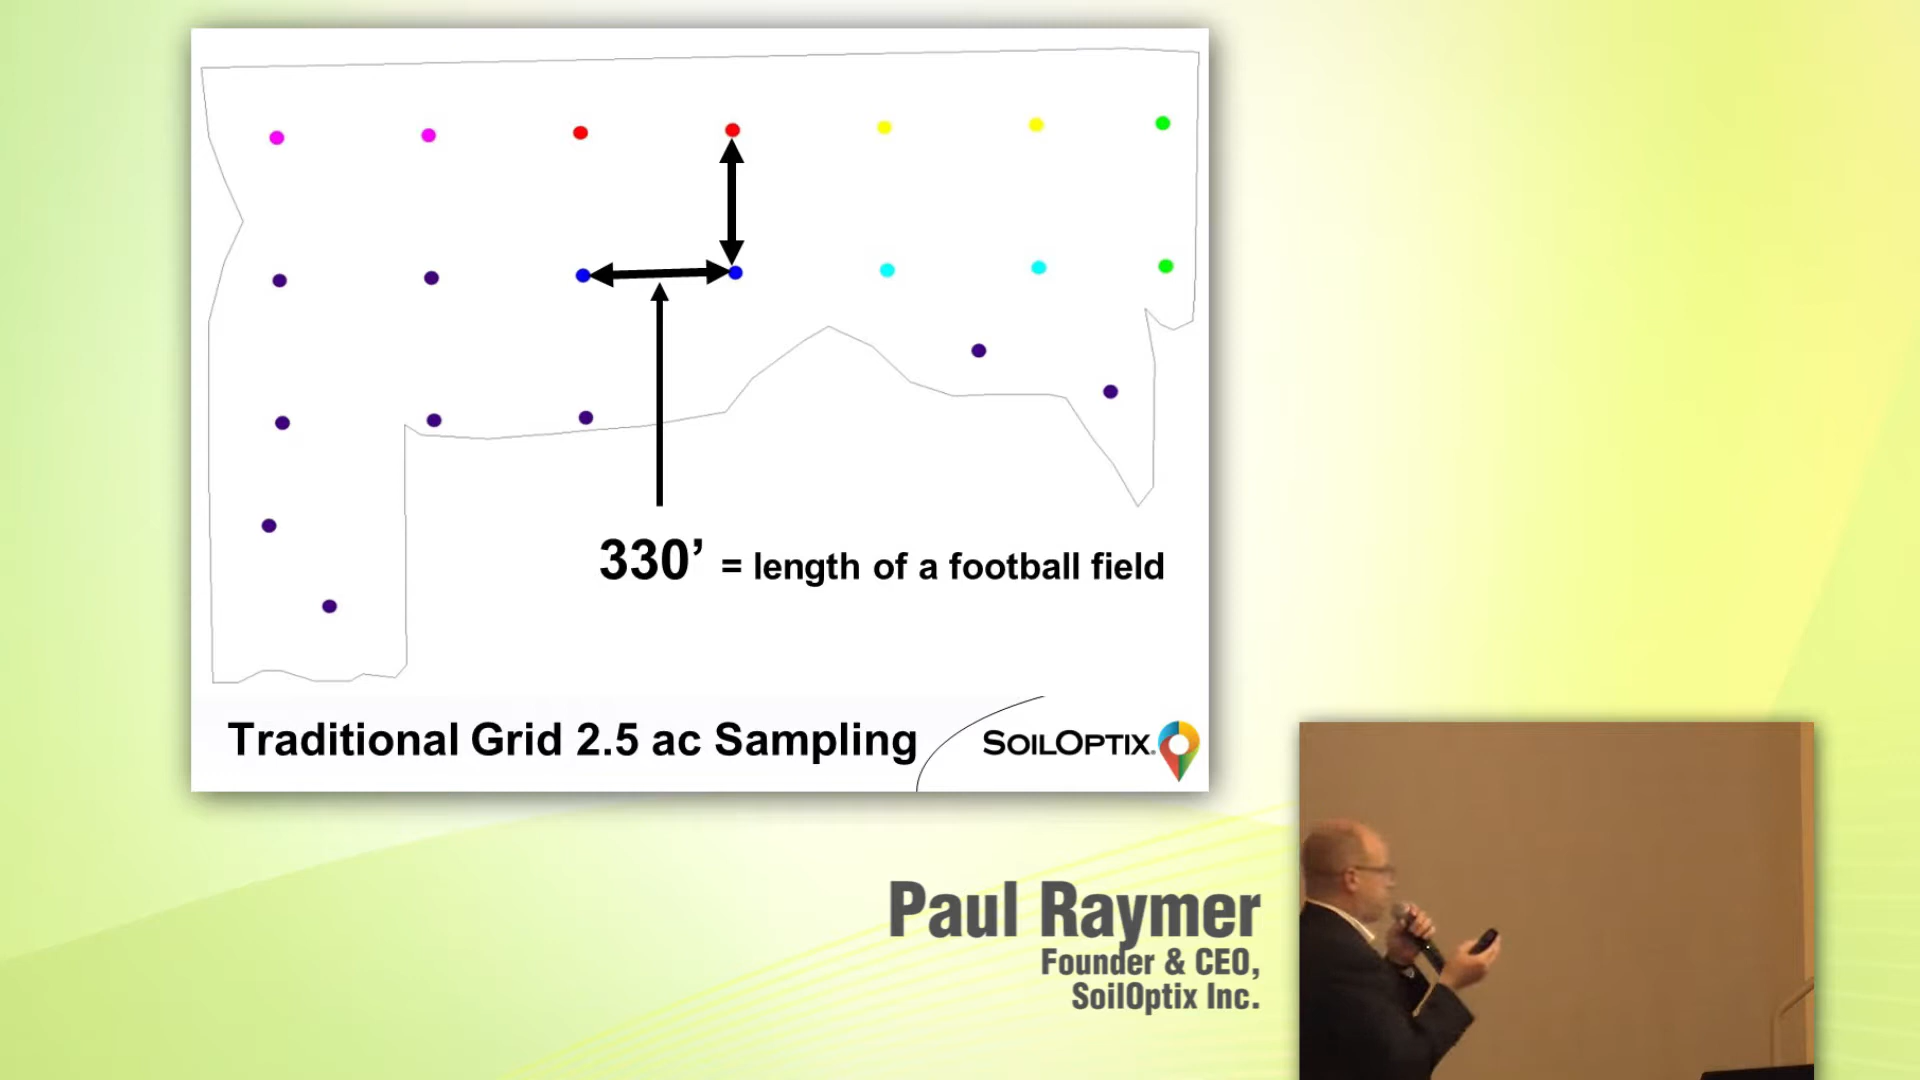 330’ = length of a football field
Traditional Grid 2.5 ac Sampling
SOILOPTIX
Paul Raymer
Founder & CEO,
SoilOptix Inc.